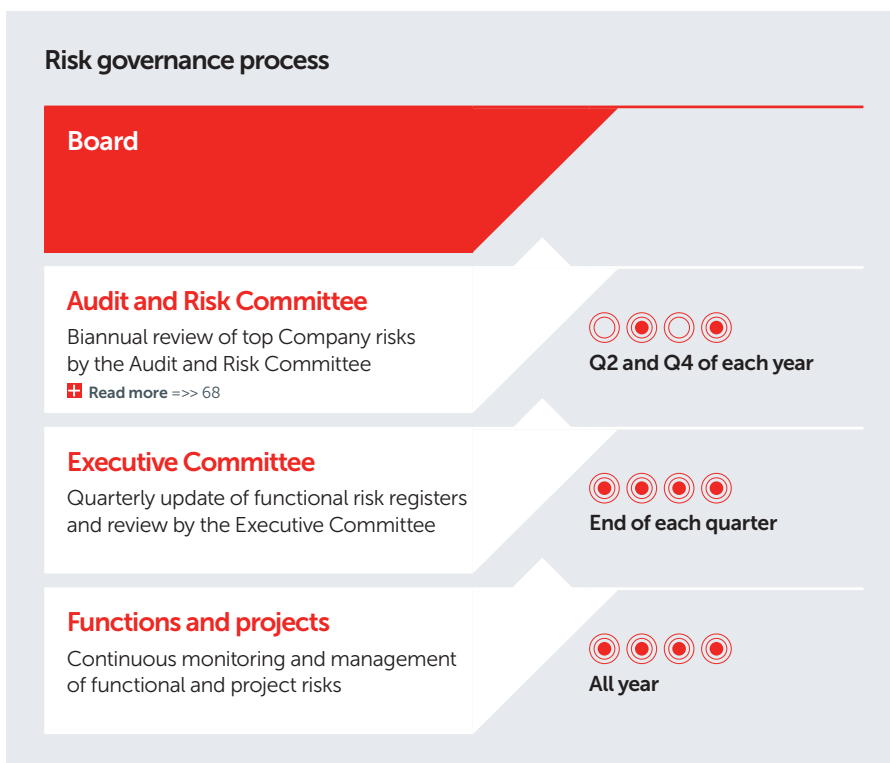 Risk governance process
Board
Audit and Risk Committee
Biannual review of top Company risks
by the Audit and Risk Committee
Read more =>> 68
Q2 and Q4 of each year
Executive Committee
Quarterly update of functional risk registers
and review by the Executive Committee
End of each quarter
Functions and projects
Continuous monitoring and management
of functional and project risks
All year